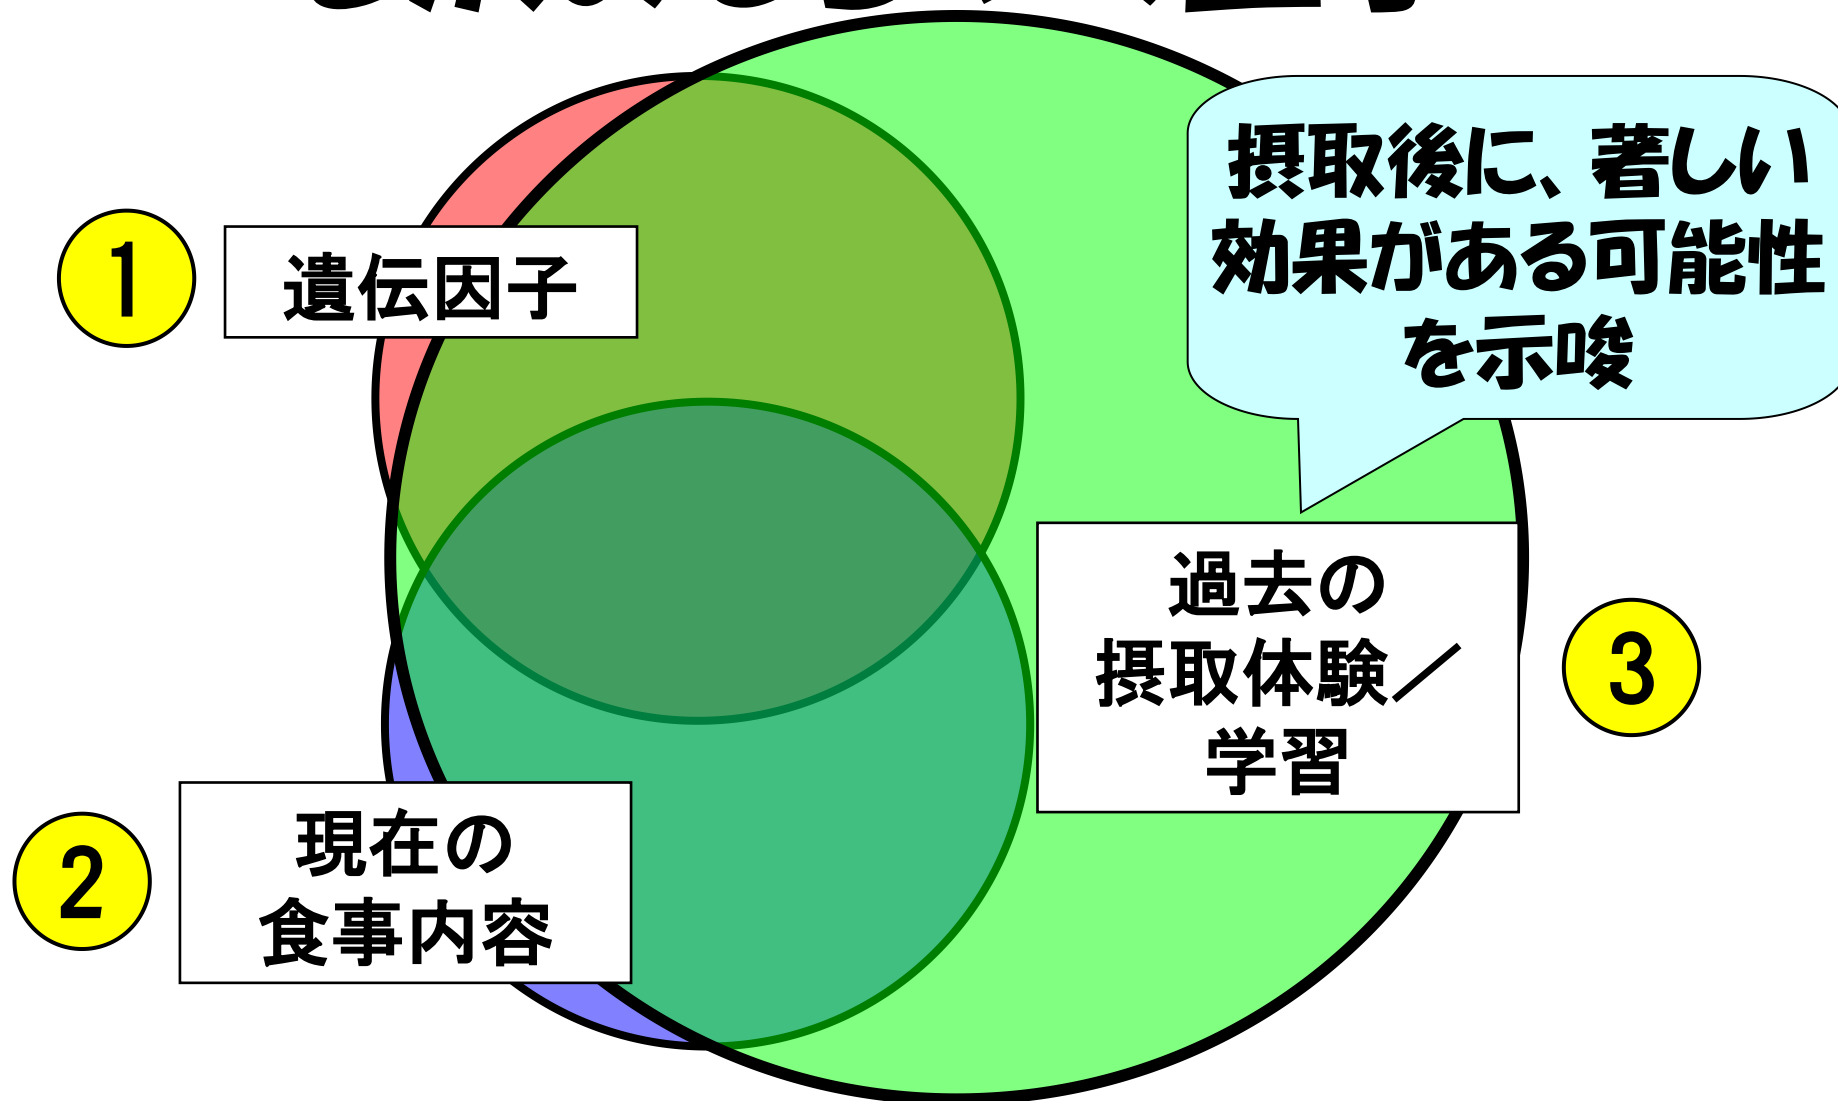 摂取後に、著しい
効果がある可能性
を示唆
1
遺伝因子
過去の
摂取体験／
学習
3
現在の
食事内容
2